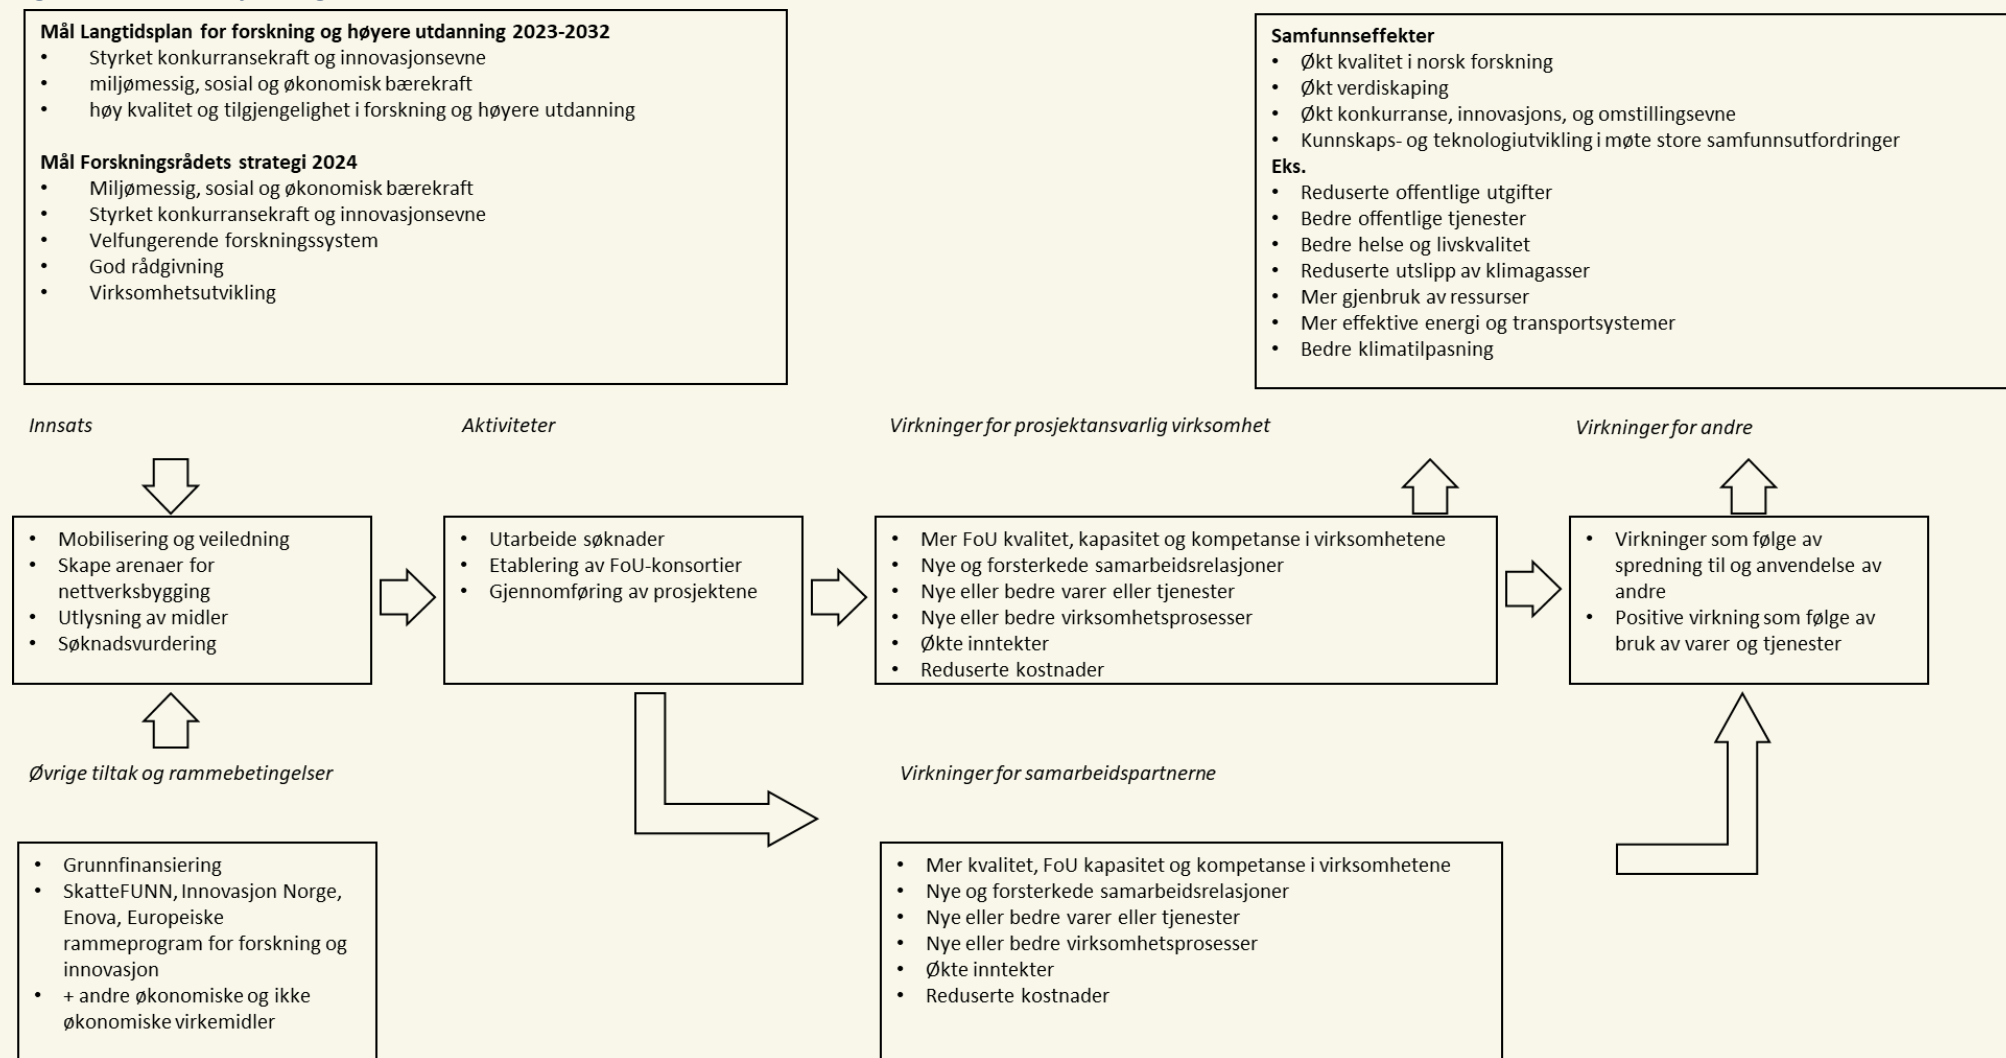 Mål Langtidsplan for forskning og høyere utdanning 2023-2032
• Styrket konkurransekraft og innovasjonsevne
• miljømessig, sosial og økonomisk bærekraft
• høy kvalitet og tilgjengelighet i forskning og høyere utdanning
Mål Forskningsrådets strategi 2024
• Miljømessig, sosial og økonomisk bærekraft
• Styrket konkurransekraft og innovasjonsevne
• Velfungerende forskningssystem
• God rådgivning
• Virksomhetsutvikling
Samfunnseffekter
• Økt kvalitet i norsk forskning
• Økt verdiskaping
• Økt konkurranse, innovasjons, og omstillingsevne
• Kunnskaps- og teknologiutvikling i møte store samfunnsutfordringer
Eks.
• Reduserte offentlige utgifter
• Bedre offentlige tjenester
• Bedre helse og livskvalitet
• Reduserte utslipp av klimagasser
• Mer gjenbruk av ressurser
• Mer effektive energi og transportsystemer
• Bedre klimatilpasning
Innsats
• Mobilisering og veiledning
• Skape arenaer for
nettverksbygging
• Utlysning av midler
• Søknadsvurdering
Aktiviteter
• Utarbeide søknader
• Etablering av FoU-konsortier
• Gjennomføring av prosjektene
Virkninger for prosjektansvarlig virksomhet
• Mer FoU kvalitet, kapasitet og kompetanse i virksomhetene
• Nye og forsterkede samarbeidsrelasjoner
• Nye eller bedre varer eller tjenester
• Nye eller bedre virksomhetsprosesser
• Økte inntekter
• Reduserte kostnader
Virkninger for andre
• Virkninger som følge av
spredning til og anvendelse av
andre
• Positive virkning som følge av
bruk av varer og tjenester
Øvrige tiltak og rammebetingelser
• Grunnfinansiering
• SkatteFUNN, Innovasjon Norge,
Enova, Europeiske
rammeprogram for forskning og
innovasjon
• + andre økonomiske og ikke
økonomiske virkemidler
Virkninger for samarbeidspartnerne
• Mer kvalitet, FoU kapasitet og kompetanse i virksomhetene
• Nye og forsterkede samarbeidsrelasjoner
• Nye eller bedre varer eller tjenester
• Nye eller bedre virksomhetsprosesser
• Økte inntekter
• Reduserte kostnader